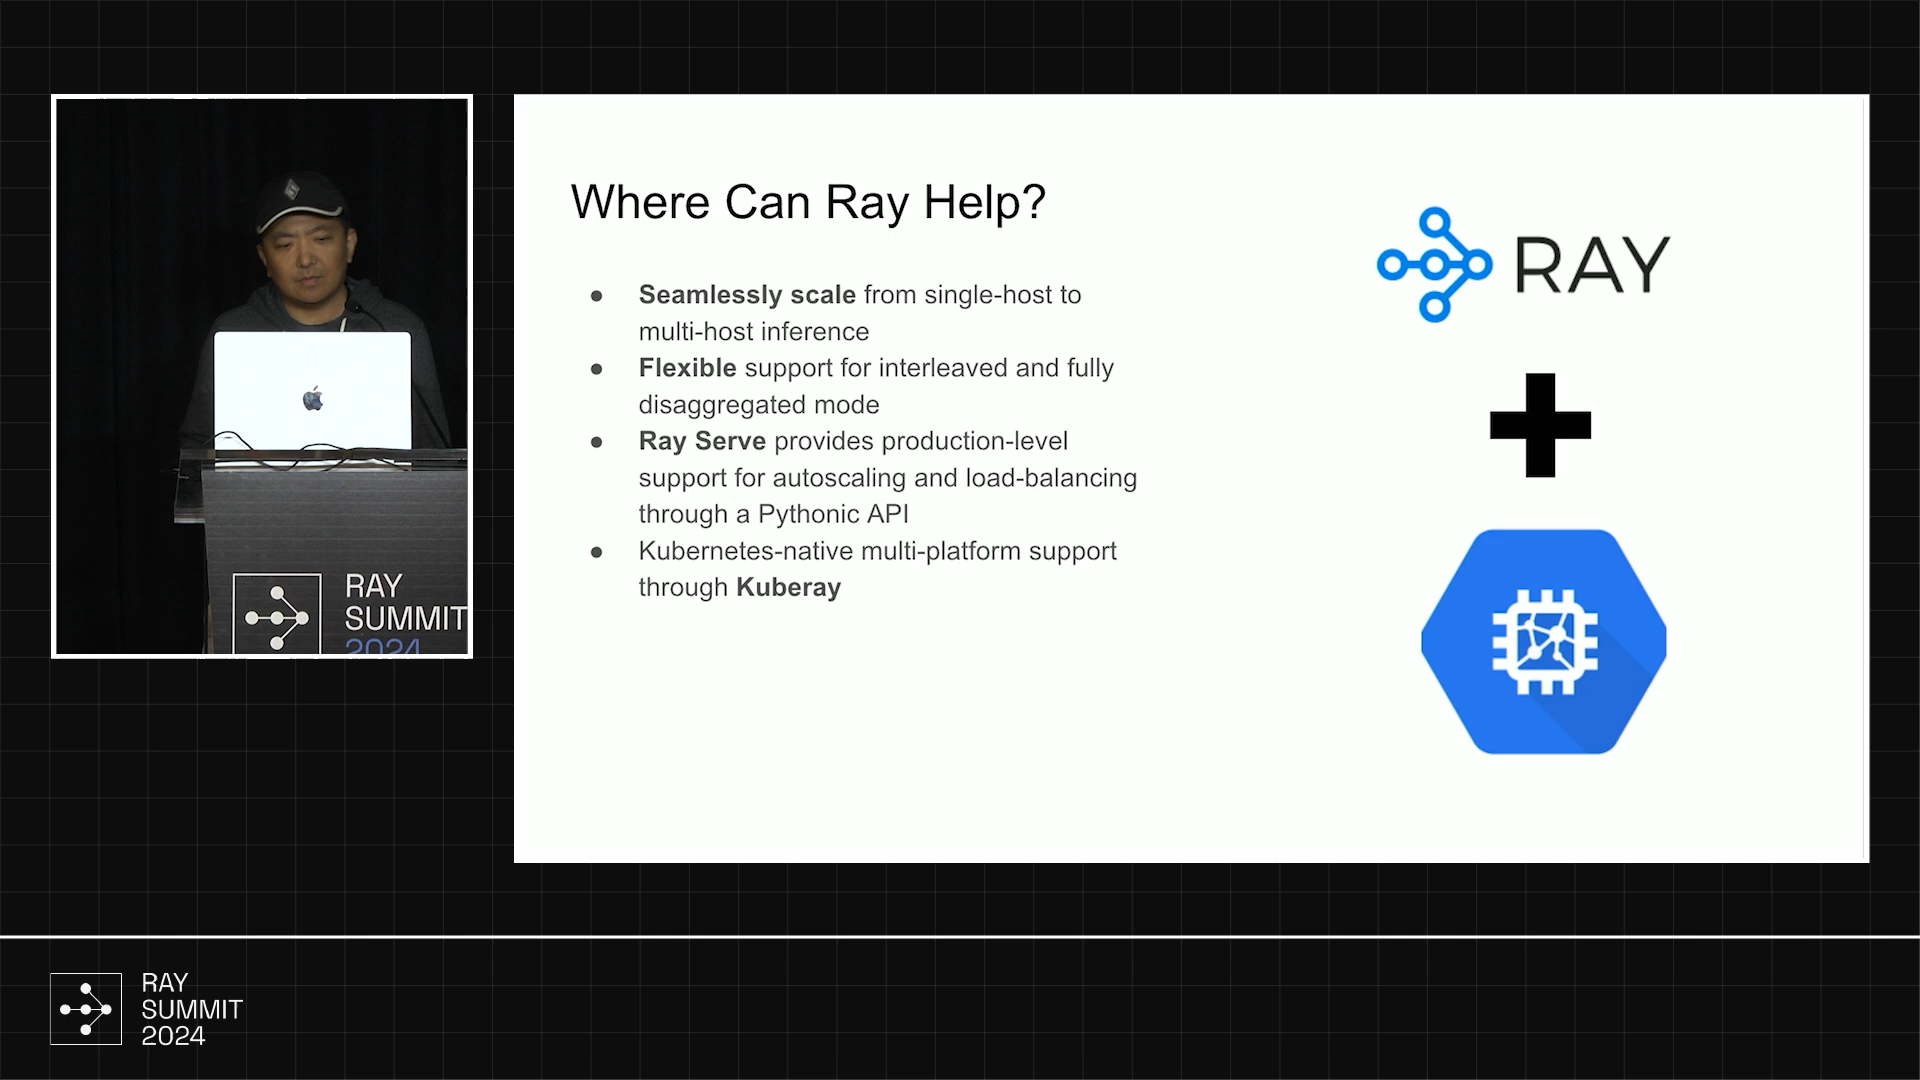 Where Can Ray Help?
● Seamlessly scale from single-host to
multi-host inference
● Flexible support for interleaved and fully
disaggregated mode
● Ray Serve provides production-level
support for autoscaling and load-balancing
through a Pythonic API
● Kubernetes-native multi-platform support
through Kuberay
RAY
RAY
SUMMIT
2024
RAY
SUMMIT
2024